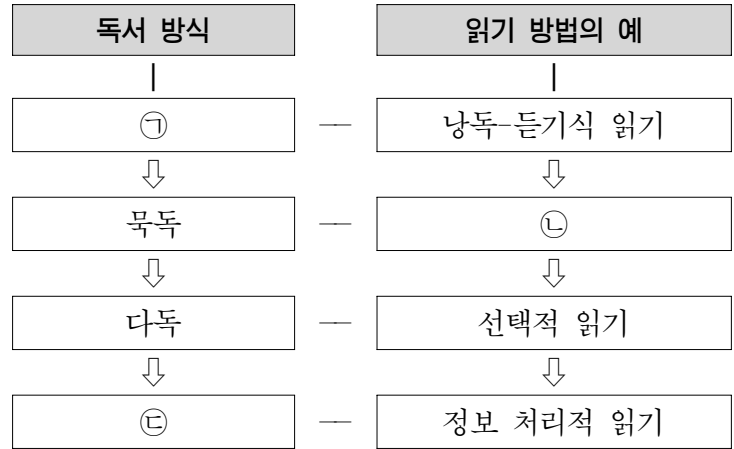 독서 방식 읽기 방법의 예
㉠ — 낭독-듣기식 읽기
묵독 — ㉡
다독 — 선택적 읽기
㉢ — 정보 처리적 읽기